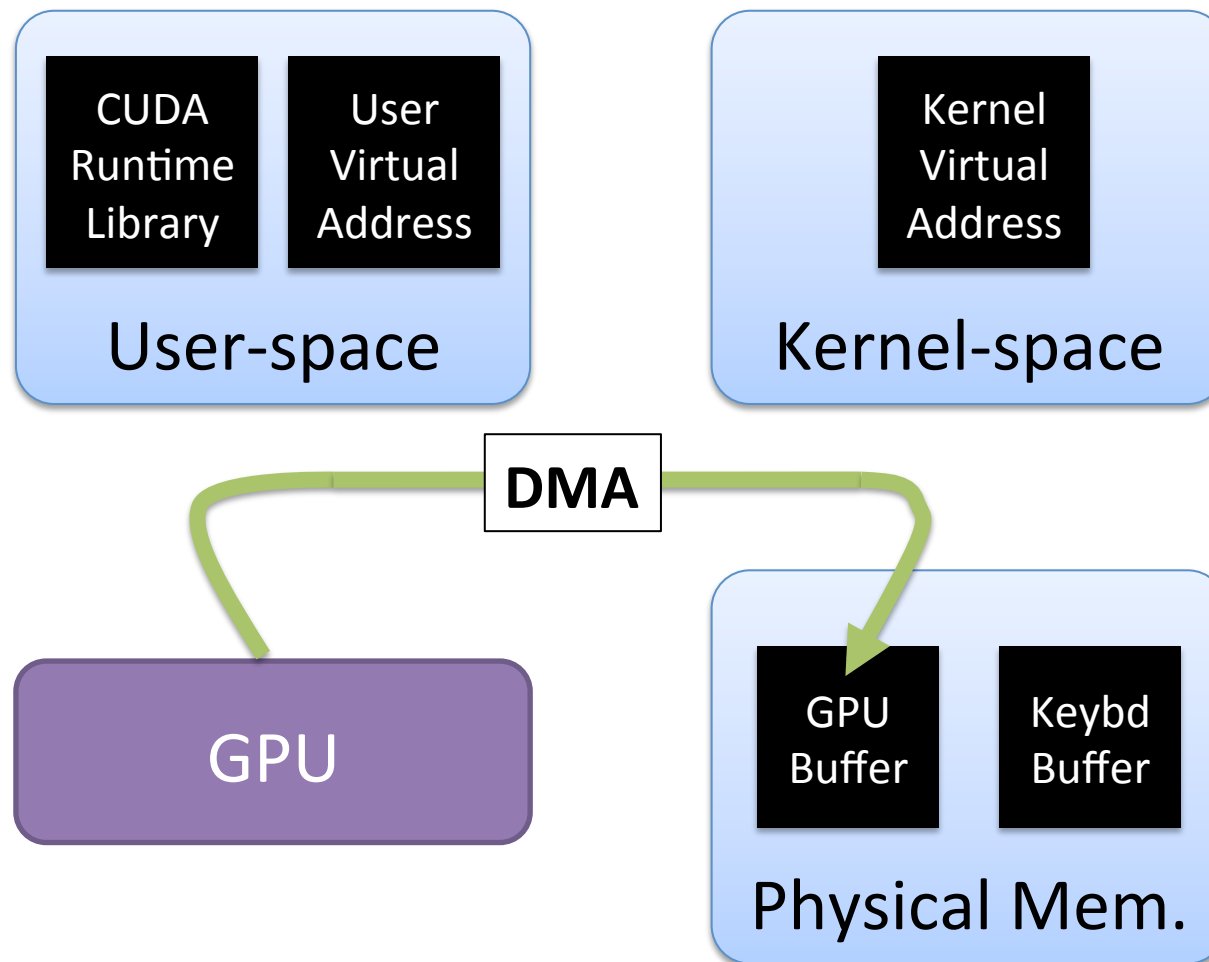 CUDA
Runtime
Library
User
Virtual
Address
User-space
Kernel
Virtual
Address
Kernel-space
DMA
GPU
GPU
Buffer
Keybd
Buffer
Physical Mem.